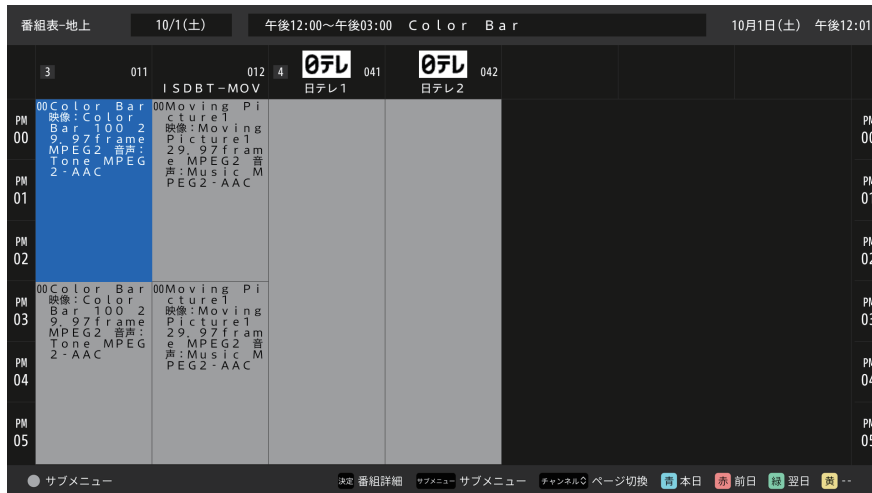 番組表−地上 10/1(土) 午後12:00〜午後03:00 Color Bar 10月1日(土) 午後12:01
3 011 012 4 日テレ 041 日テレ 042
ISDBT−MOV 日テレ1 日テレ2
PM 00
PM 01
PM 02
PM 03
PM 04
PM 05
00Color Bar
映像:Color
Bar 100 2
9.97frame
MPEG2 音声:
Tone MPEG
2-AAC
00Moving Pi
cture1
映像:Moving
Picture1
29.97fram
e MPEG2 音
声:Music M
PEG2-AAC
00Color Bar
映像:Color
Bar 100 2
9.97frame
MPEG2 音声:
Tone MPEG
2-AAC
00Moving Pi
cture1
映像:Moving
Picture1
29.97fram
e MPEG2 音
声:Music M
PEG2-AAC
サブメニュー 決定 番組詳細 サブメニュー サブメニュー チャンネル ページ切換 青 本日 赤 前日 緑 翌日 黄 --